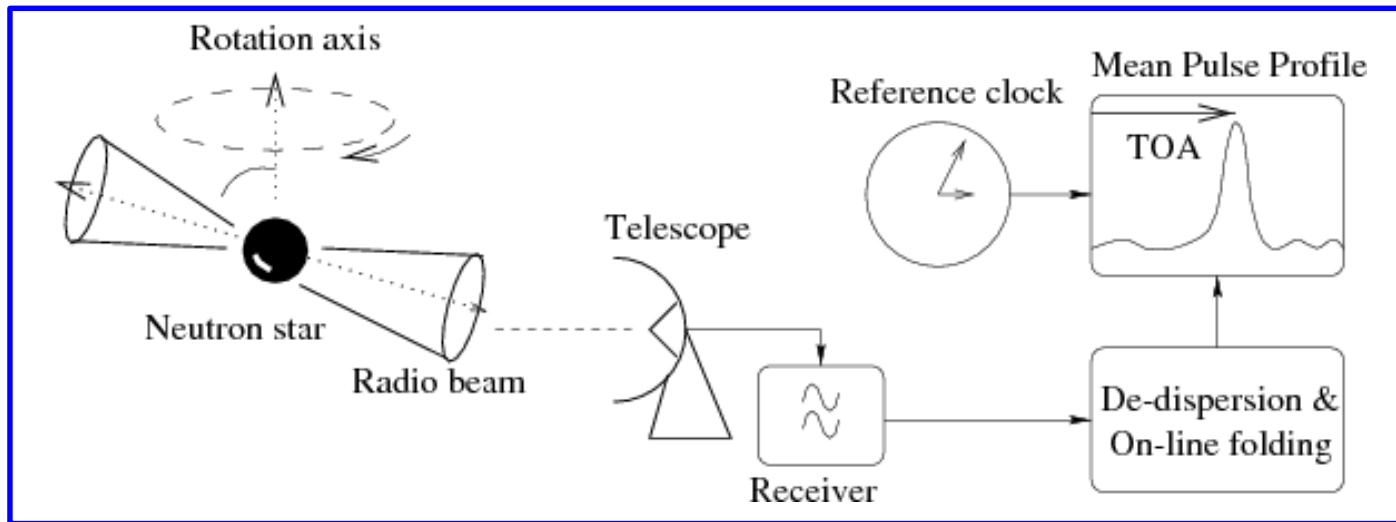 Rotation axis
Neutron star
Radio beam
Telescope
Receiver
Reference clock
Mean Pulse Profile
TOA
De-dispersion &
On-line folding